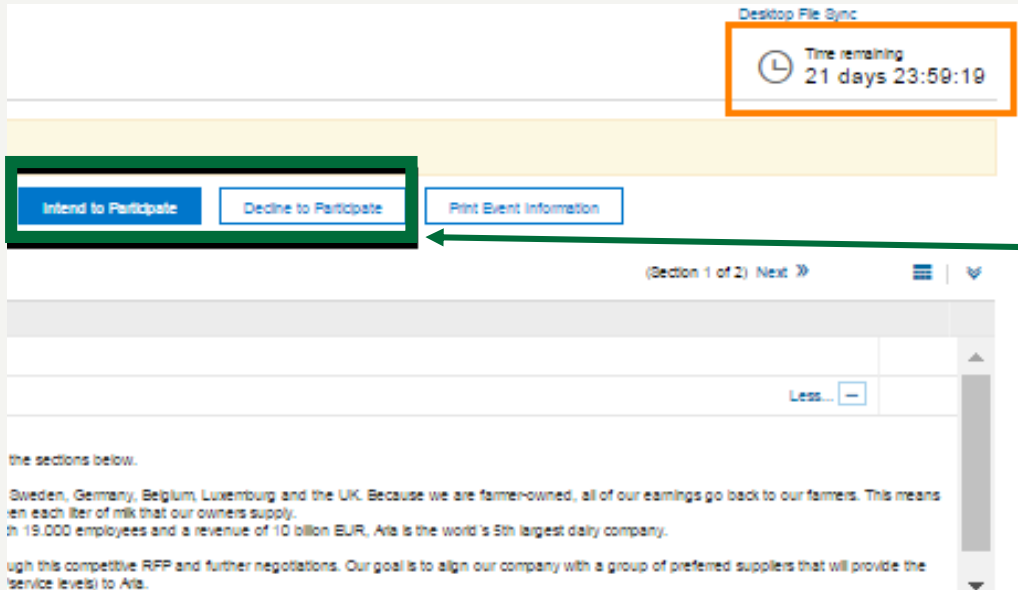 Desktop File Sync
Time remaining
21 days 23:59:19
Intend to Participate
Decline to Participate
Print Event Information
(Section 1 of 2) Next »
Less...
the sections below.
Sweden, Germany, Belgium, Luxemburg and the UK. Because we are farmer-owned, all of our earnings go back to our farmers. This means
en each liter of milk that our owners supply.
h 19.000 employees and a revenue of 10 billion EUR, Arla is the world's 5th largest dairy company.
ugh this competitive RFP and further negotiations. Our goal is to align our company with a group of preferred suppliers that will provide the
service levels) to Arla.